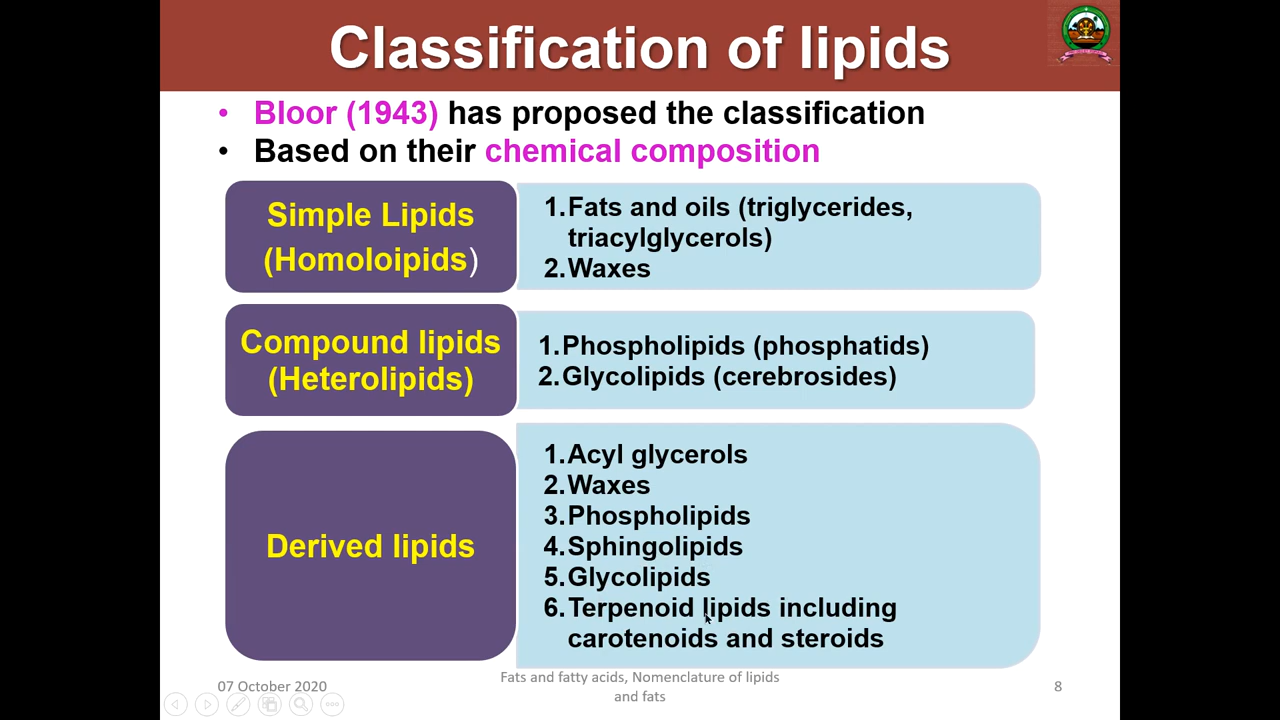 Classification of lipids
• Bloor (1943) has proposed the classification
• Based on their chemical composition
Simple Lipids
(Homoloipids)
1.Fats and oils (triglycerides,
triacylglycerols)
2.Waxes
Compound lipids
(Heterolipids)
1.Phospholipids (phosphatids)
2.Glycolipids (cerebrosides)
Derived lipids
1.Acyl glycerols
2.Waxes
3.Phospholipids
4.Sphingolipids
5.Glycolipids
6.Terpenoid lipids including
carotenoids and steroids
07 October 2020
Fats and fatty acids, Nomenclature of lipids
and fats
8